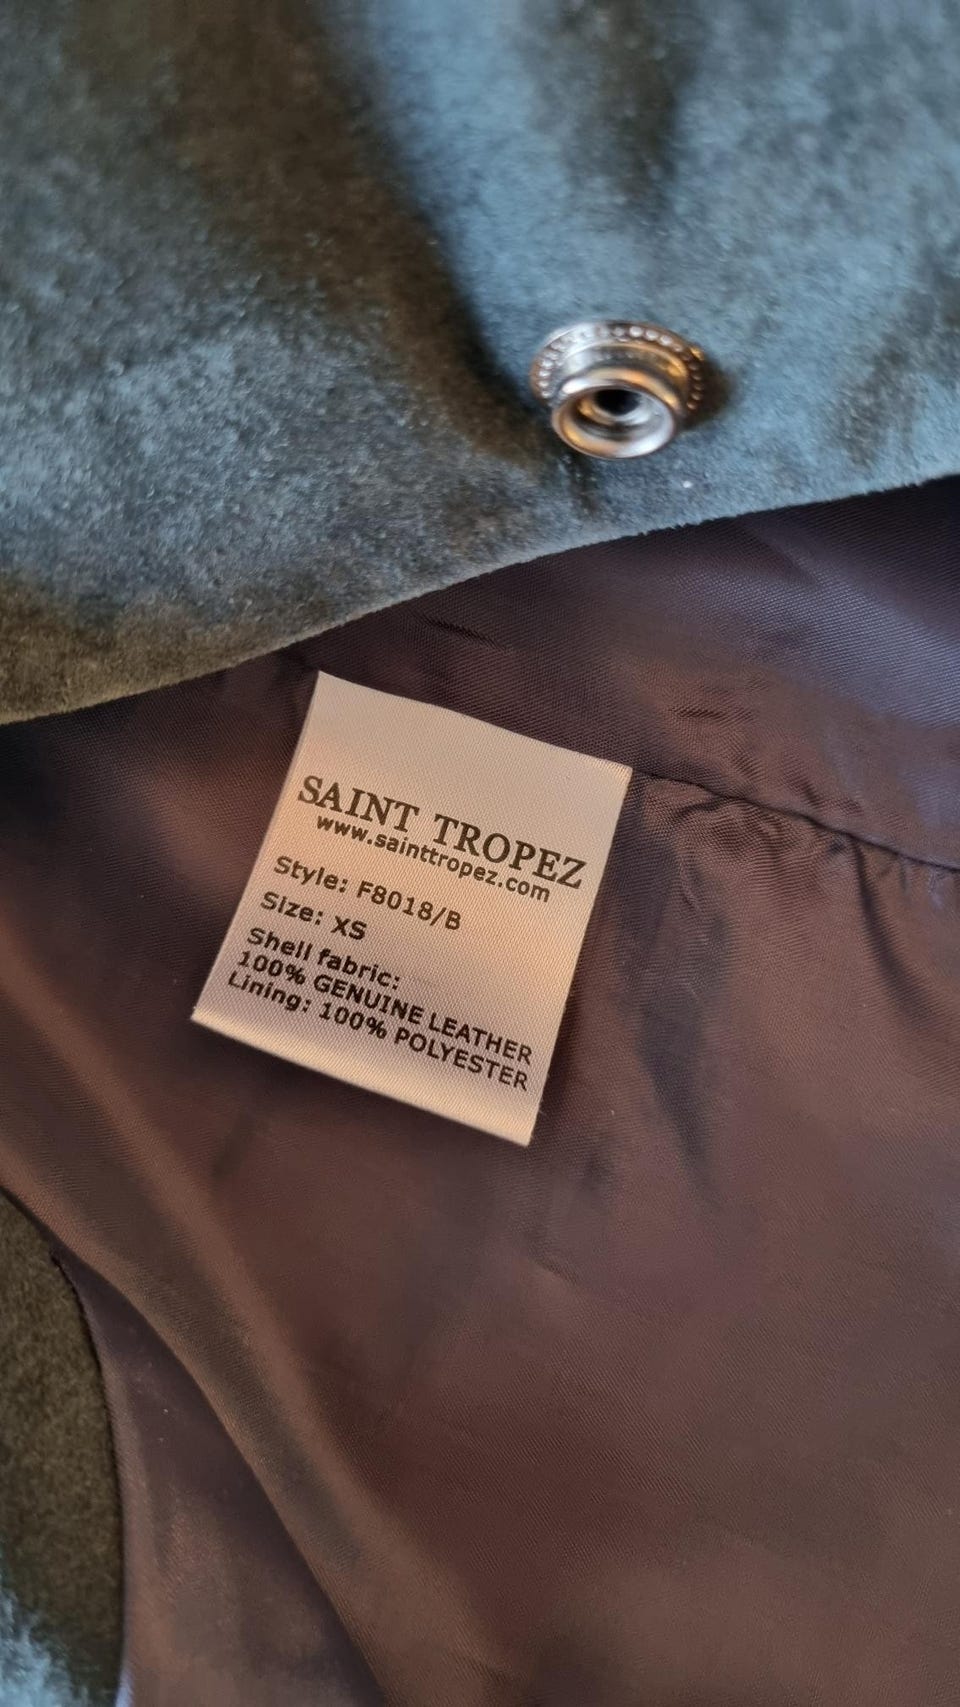 SAINT TROPEZ
www.sainttropez.com
Style: F8018/B
Size: XS
Shell fabric:
100% GENUINE LEATHER
Lining: 100% POLYESTER